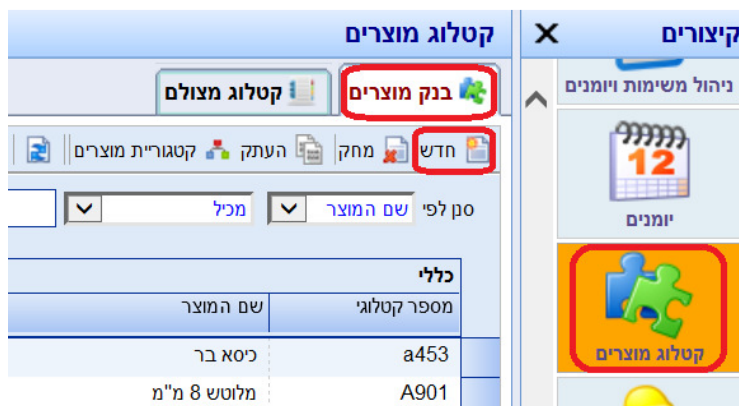 קיצורים
ניהול משימות ויומנים
12
יומנים
קטלוג מוצרים
קטלוג מוצרים
בנק מוצרים
קטלוג מצולם
חדש
מחק
העתק
קטגוריית מוצרים
סנן לפי
שם המוצר
מכיל
כללי
מספר קטלוגי
שם המוצר
a453
כיסא בר
A901
מלוטש 8 מ"מ